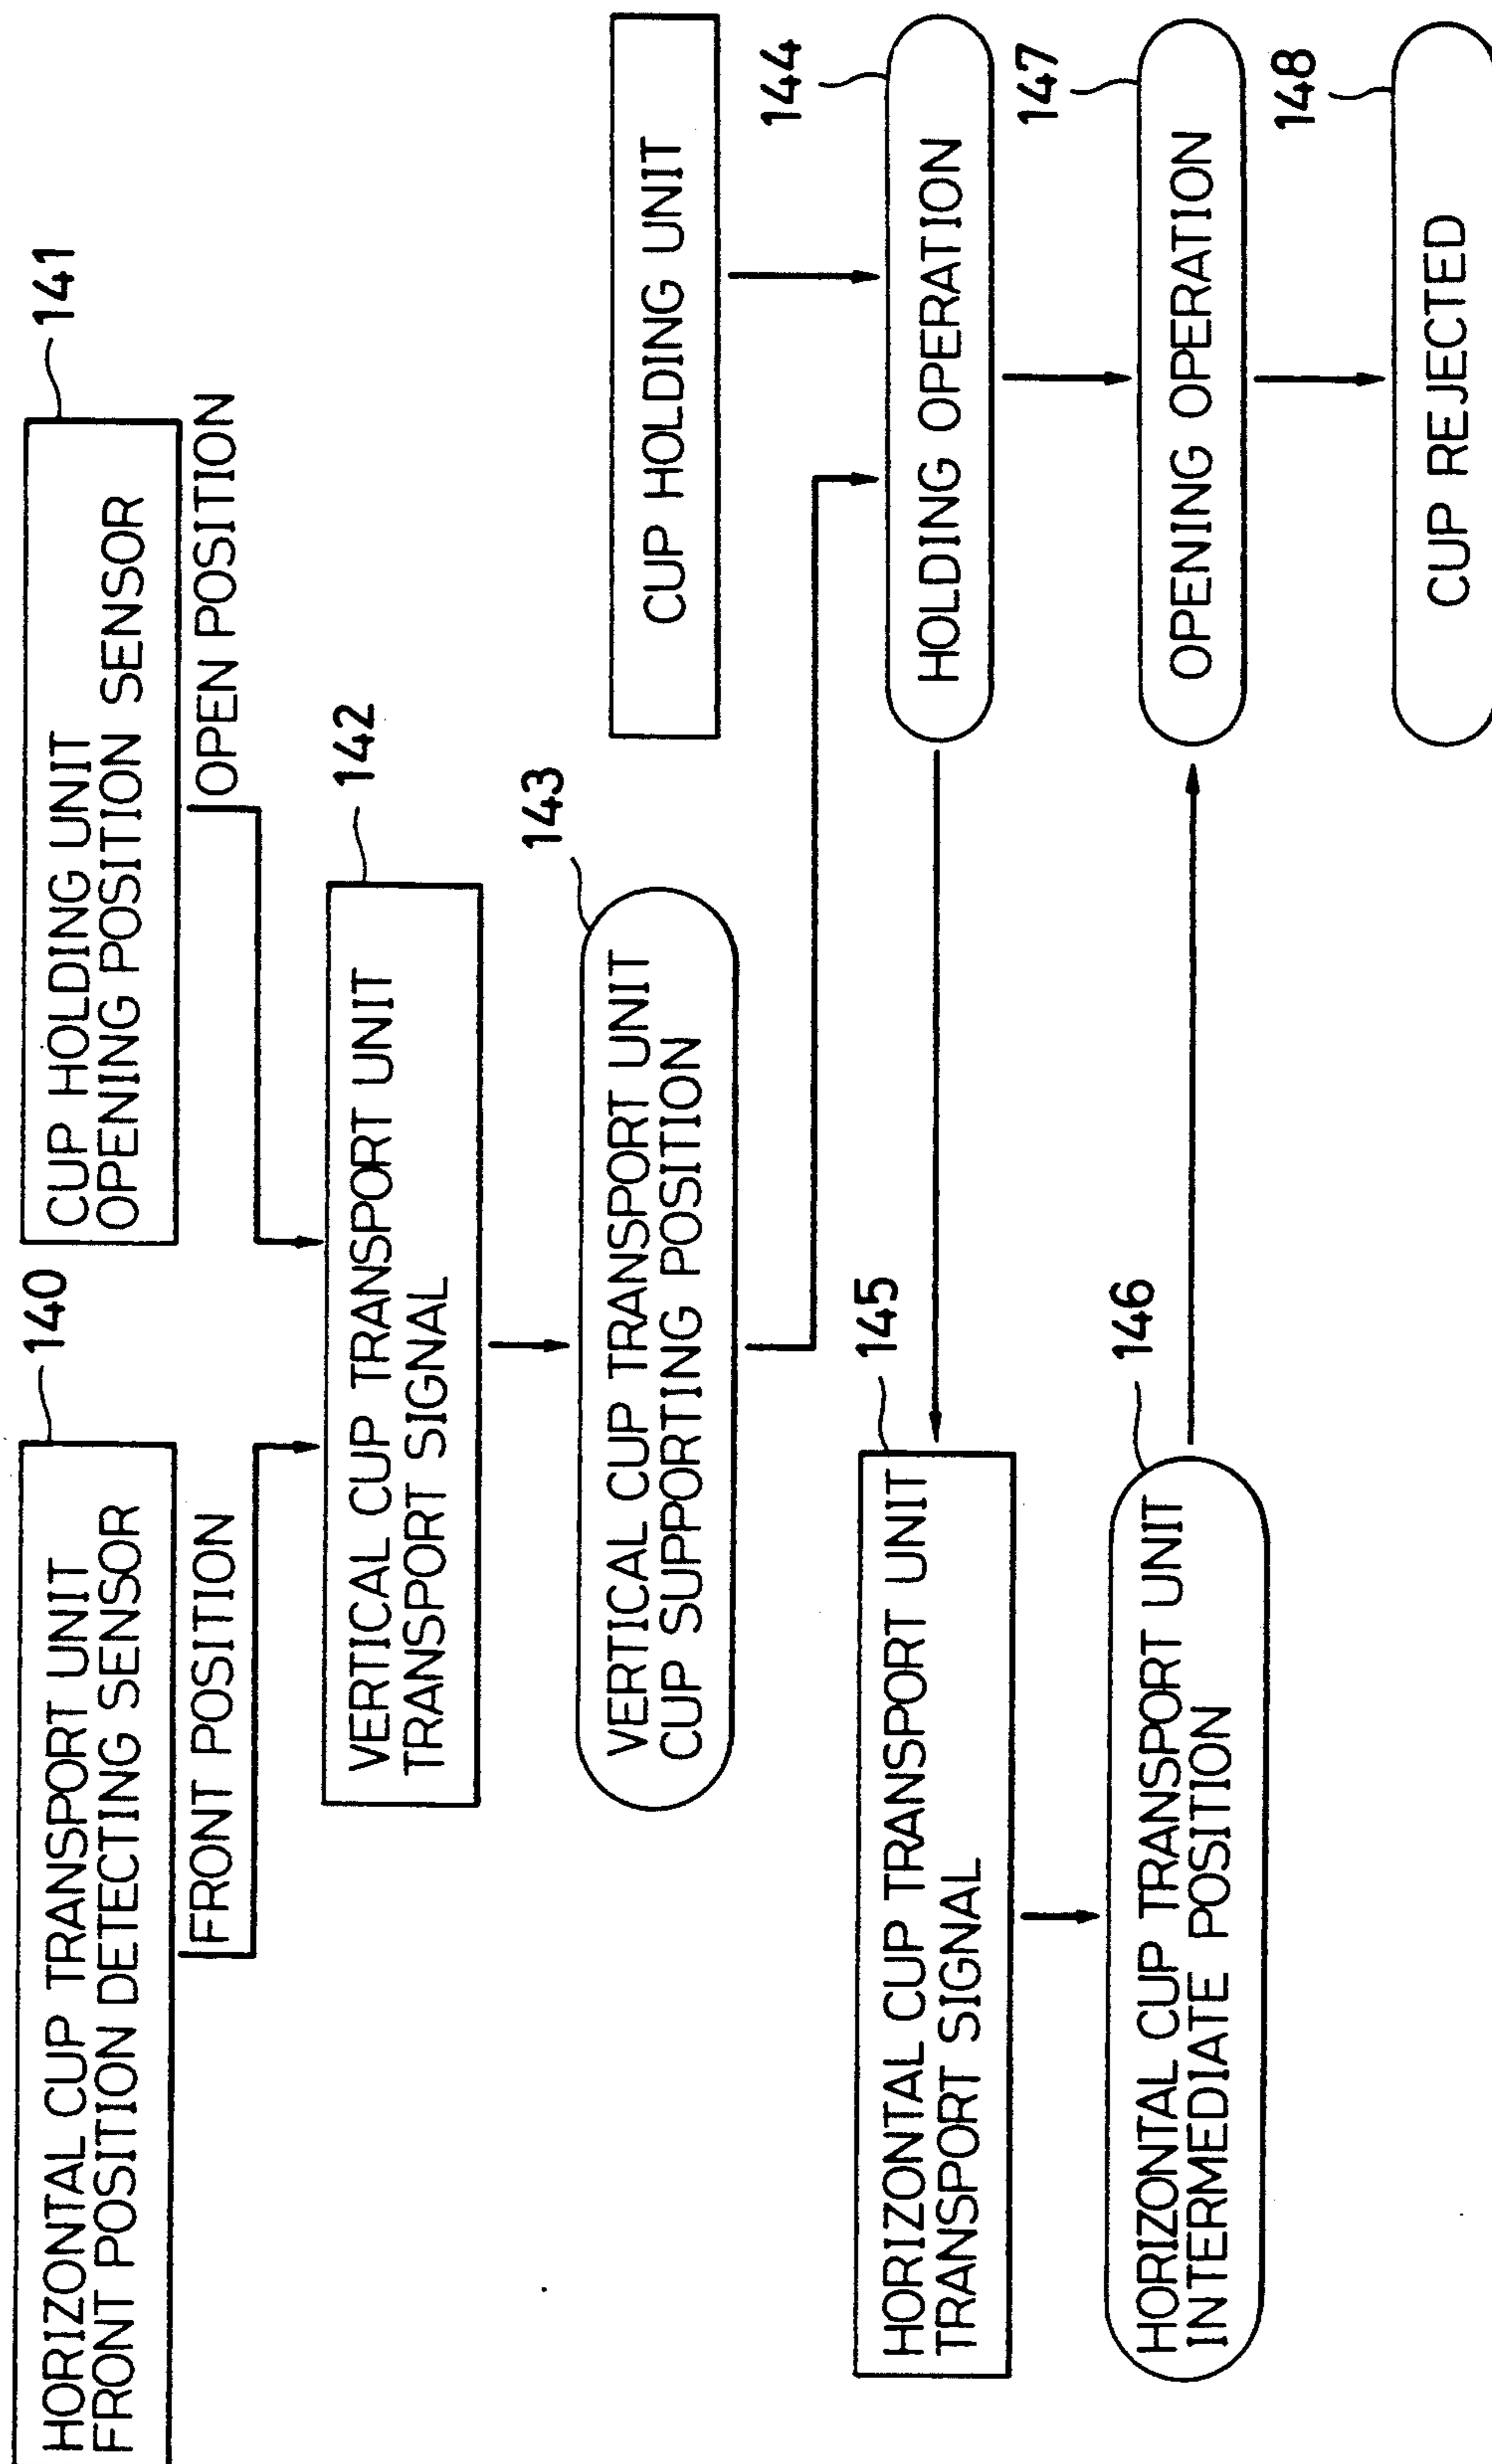 140
HORIZONTAL CUP TRANSPORT UNIT
FRONT POSITION DETECTING SENSOR
141
CUP HOLDING UNIT
OPENING POSITION SENSOR
FRONT POSITION
OPEN POSITION
142
VERTICAL CUP TRANSPORT UNIT
TRANSPORT SIGNAL
143
VERTICAL CUP TRANSPORT UNIT
CUP SUPPORTING POSITION
CUP HOLDING UNIT
144
HOLDING OPERATION
145
HORIZONTAL CUP TRANSPORT UNIT
TRANSPORT SIGNAL
146
HORIZONTAL CUP TRANSPORT UNIT
INTERMEDIATE POSITION
147
OPENING OPERATION
148
CUP REJECTED